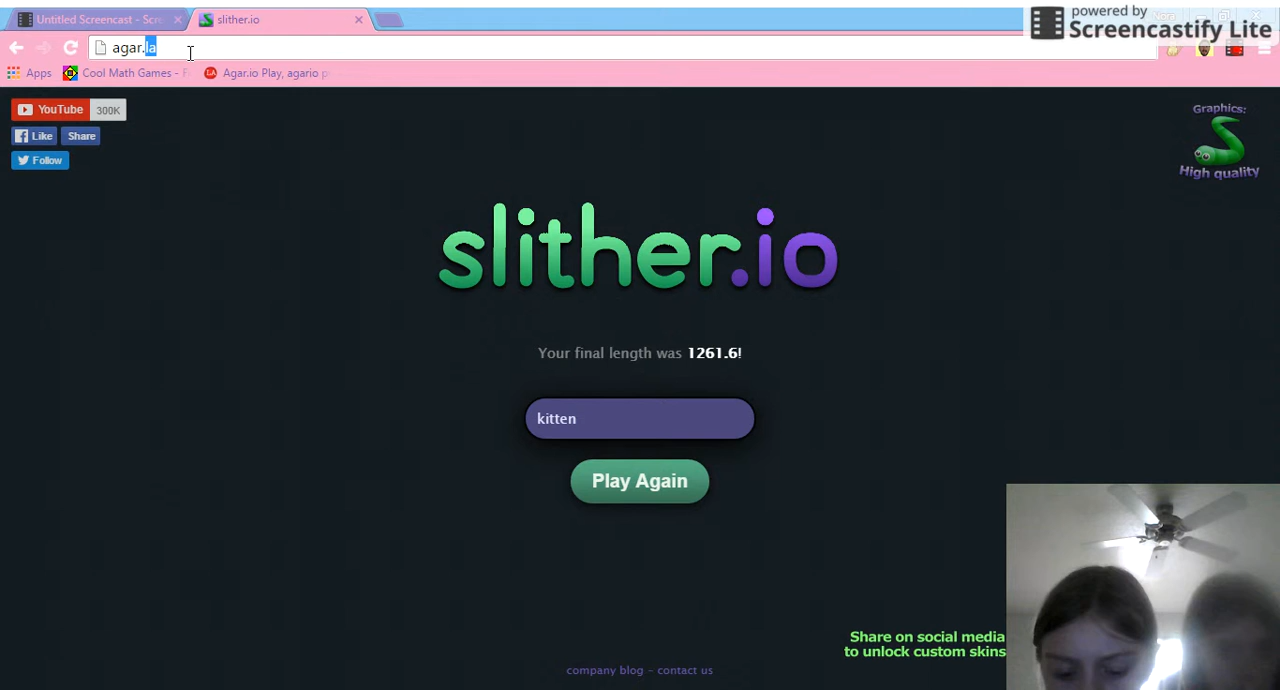 Untitled Screencast - Scre
slither.io
powered by
Screencastify Lite
agar.la
Apps
Cool Math Games - F
Agar.io Play, agario p
YouTube 300K
Like Share
Follow
Graphics:
High quality
slither.io
Your final length was 1261.6!
kitten
Play Again
Share on social media
to unlock custom skins
company blog - contact us